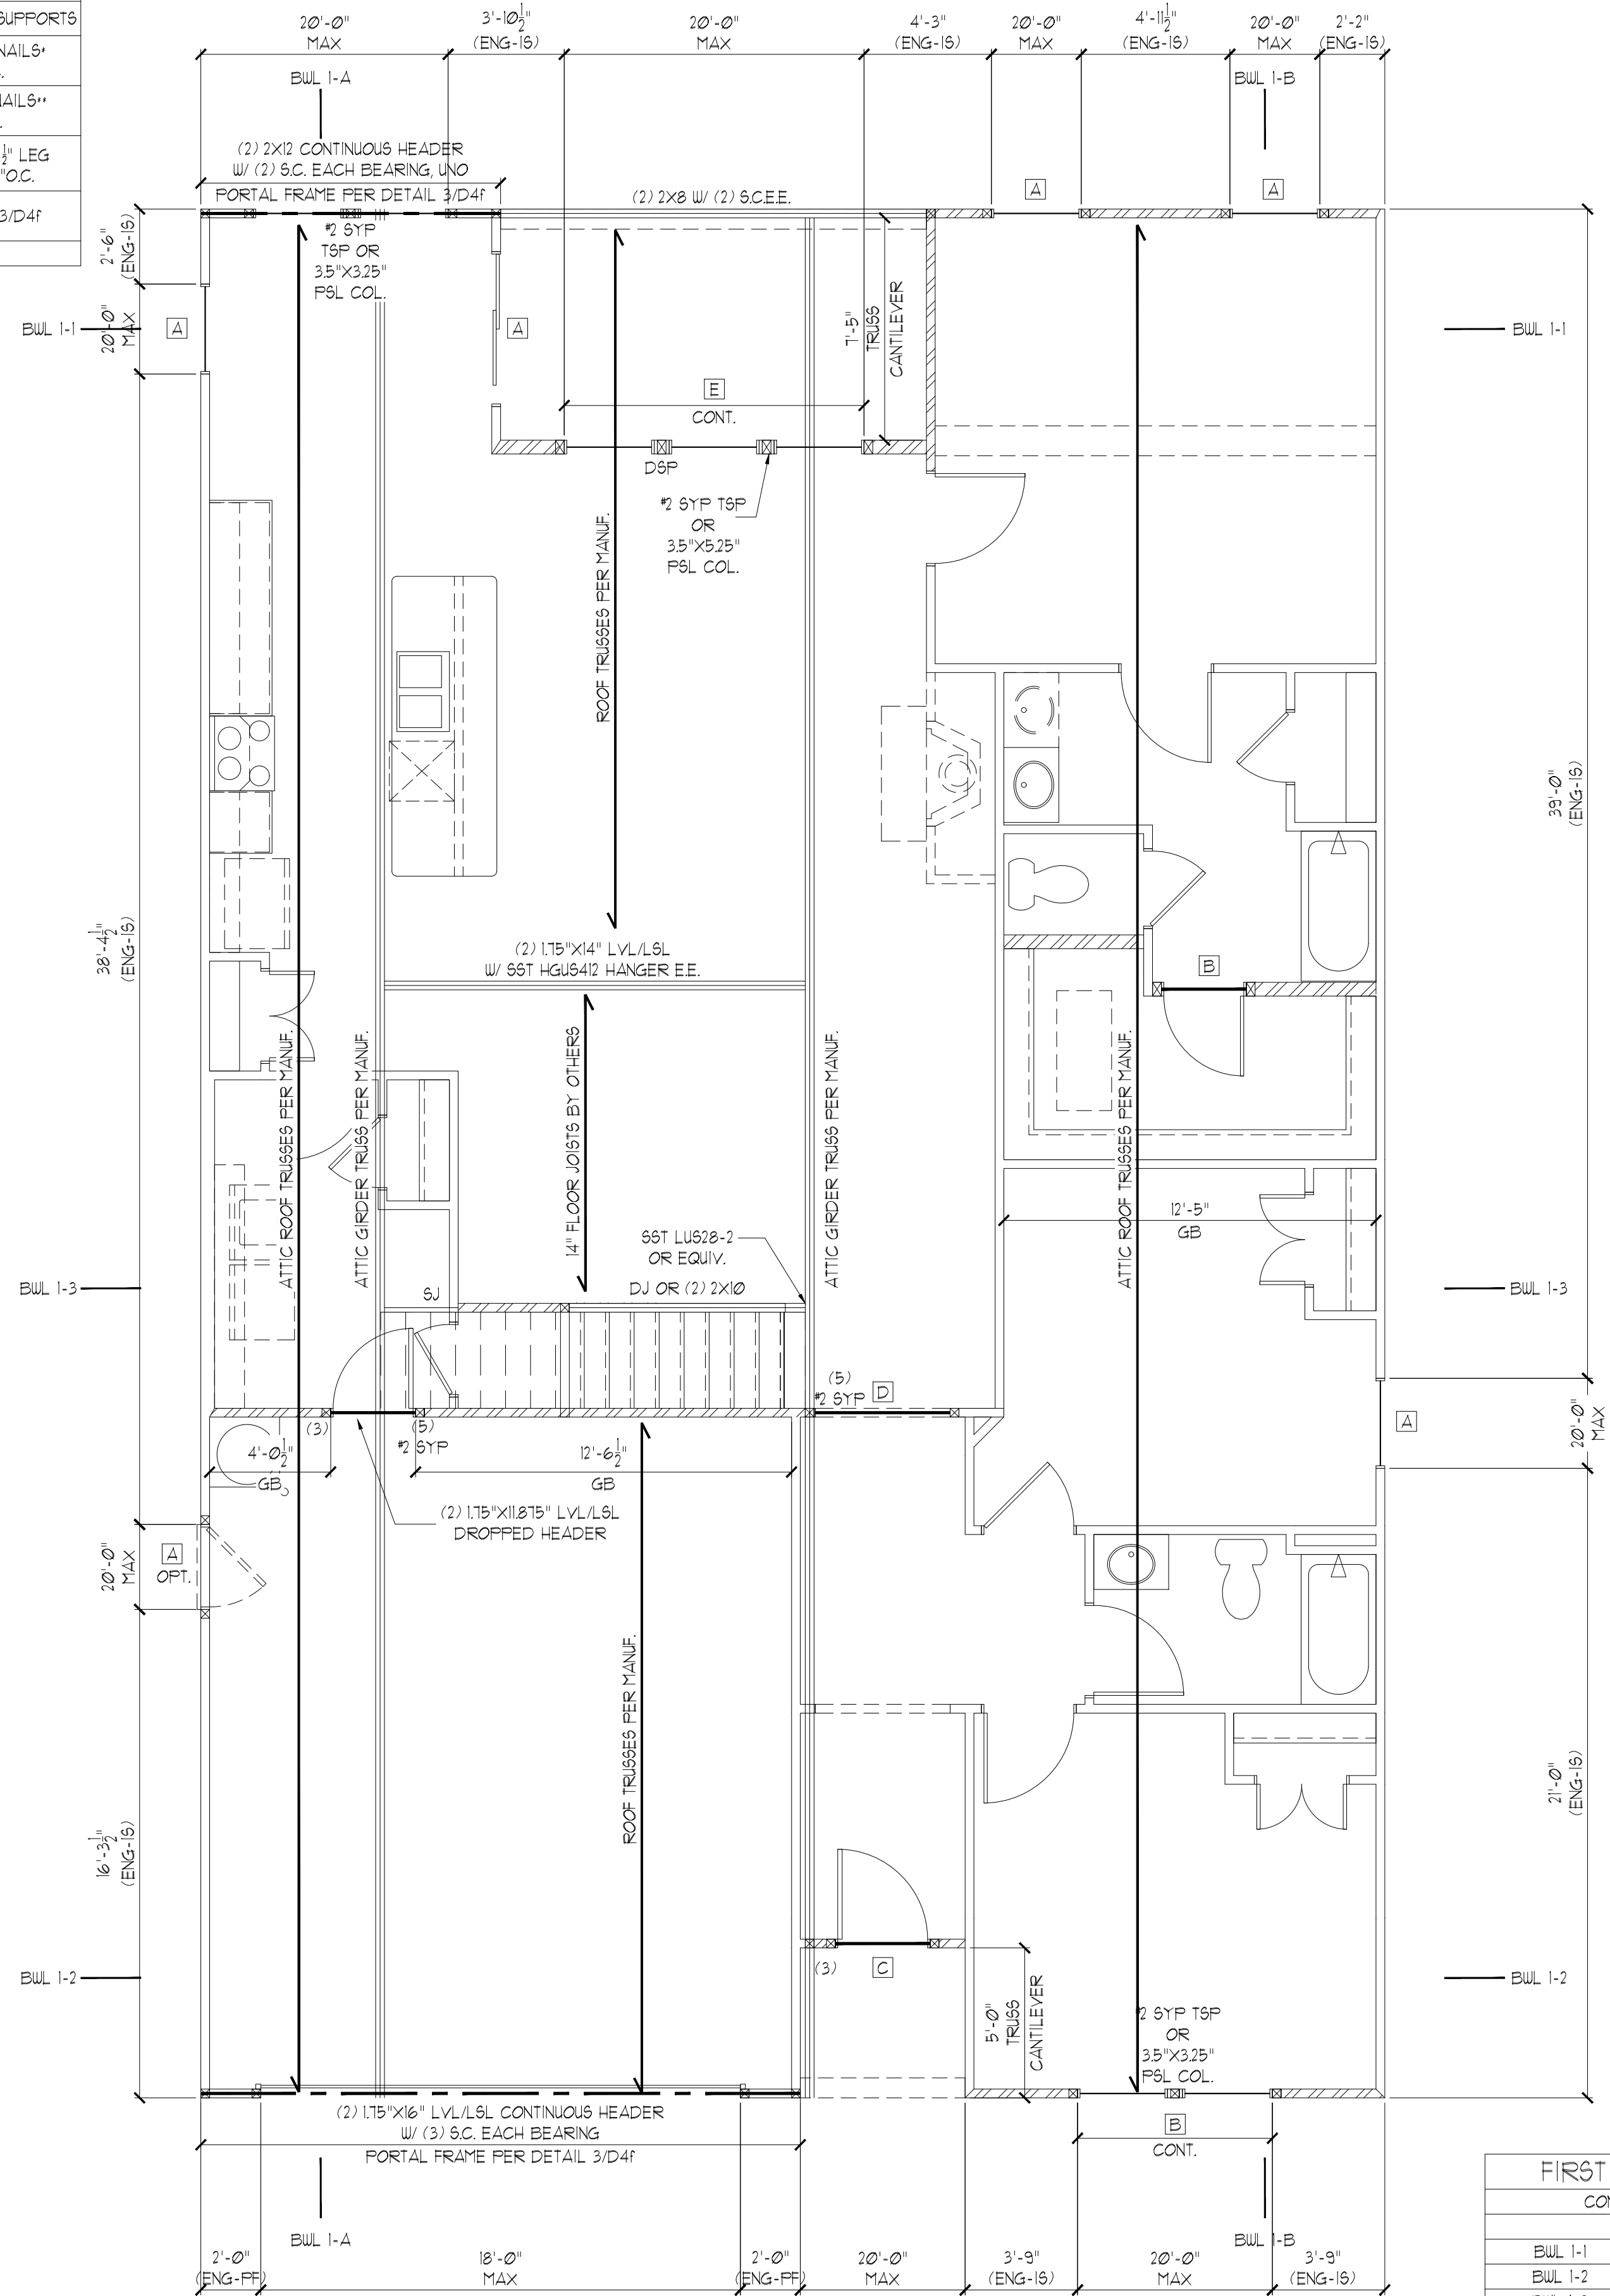 SUPPORTS
NAILS*
NAILS**
½" LEG
"O.C.
3/D4f
20'-0"
MAX
3'-10½"
(ENG-IS)
20'-0"
MAX
4'-3"
(ENG-IS)
20'-0"
MAX
4'-11½"
(ENG-IS)
20'-0"
MAX
2'-2"
(ENG-IS)
BWL 1-A
BWL 1-B
(2) 2X12 CONTINUOUS HEADER
W/ (2) S.C. EACH BEARING, UNO
PORTAL FRAME PER DETAIL 3/D4f
(2) 2X8 W/ (2) S.C.E.E.
A
A
2'-6"
(ENG-IS)
#2 SYP
TSP OR
3.5"X3.25"
PSL COL.
20'-0"
MAX
BWL 1-1
A
A
7'-5"
TRUSS
CANTILEVER
BWL 1-1
E
CONT.
DSP
#2 SYP TSP
OR
3.5"X5.25"
PSL COL.
ROOF TRUSSES PER MANUF.
39'-0"
(ENG-IS)
38'-4½"
(ENG-IS)
(2) 1.75"X14" LVL/LSL
W/ SST HGUS412 HANGER E.E.
B
ATTIC ROOF TRUSSES PER MANUF.
ATTIC GIRDER TRUSS PER MANUF.
14" FLOOR JOISTS BY OTHERS
ATTIC GIRDER TRUSS PER MANUF.
ATTIC ROOF TRUSSES PER MANUF.
12'-5"
GB
SST LUS28-2
OR EQUIV.
BWL 1-3
SJ
DJ OR (2) 2X10
BWL 1-3
(5)
#2 SYP
D
(3)
(5)
#2 SYP
A
20'-0"
MAX
4'-0½"
GB
12'-6½"
GB
(2) 1.75"X11.875" LVL/LSL
DROPPED HEADER
20'-0"
MAX
A
OPT.
ROOF TRUSSES PER MANUF.
21'-0"
(ENG-IS)
16'-3½"
(ENG-IS)
(3)
C
BWL 1-2
BWL 1-2
5'-0"
TRUSS
CANTILEVER
#2 SYP TSP
OR
3.5"X3.25"
PSL COL.
(2) 1.75"X16" LVL/LSL CONTINUOUS HEADER
W/ (3) S.C. EACH BEARING
PORTAL FRAME PER DETAIL 3/D4f
B
CONT.
FIRST
BWL 1-1
BWL 1-2
BWL 1-A
BWL 1-B
2'-0"
(ENG-PF)
18'-0"
MAX
2'-0"
(ENG-PF)
20'-0"
MAX
3'-9"
(ENG-IS)
20'-0"
MAX
3'-9"
(ENG-IS)